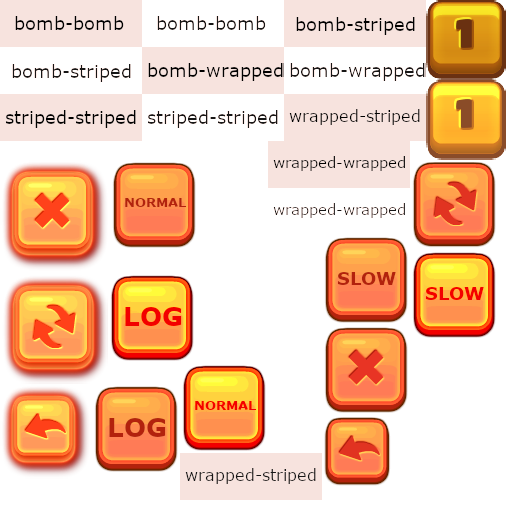 bomb-bomb
bomb-bomb
bomb-striped
1
bomb-striped
bomb-wrapped
bomb-wrapped
striped-striped
striped-striped
wrapped-striped
1
wrapped-wrapped
NORMAL
wrapped-wrapped
SLOW
SLOW
LOG
NORMAL
LOG
wrapped-striped